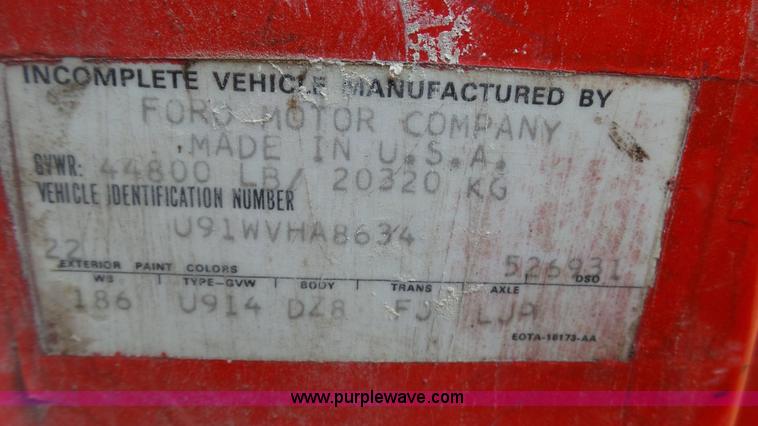 INCOMPLETE VEHICLE MANUFACTURED BY
FORD MOTOR COMPANY
MADE IN U.S.A.
GVWR: 44800 LB/ 20320 KG
VEHICLE IDENTIFICATION NUMBER
U91WVHA8634
22 526931
EXTERIOR PAINT COLORS DSO
WB TYPE-GVW BODY TRANS AXLE
186 U914 DZ8 FJ LJP
EOTA-18173-AA
www.purplewave.com